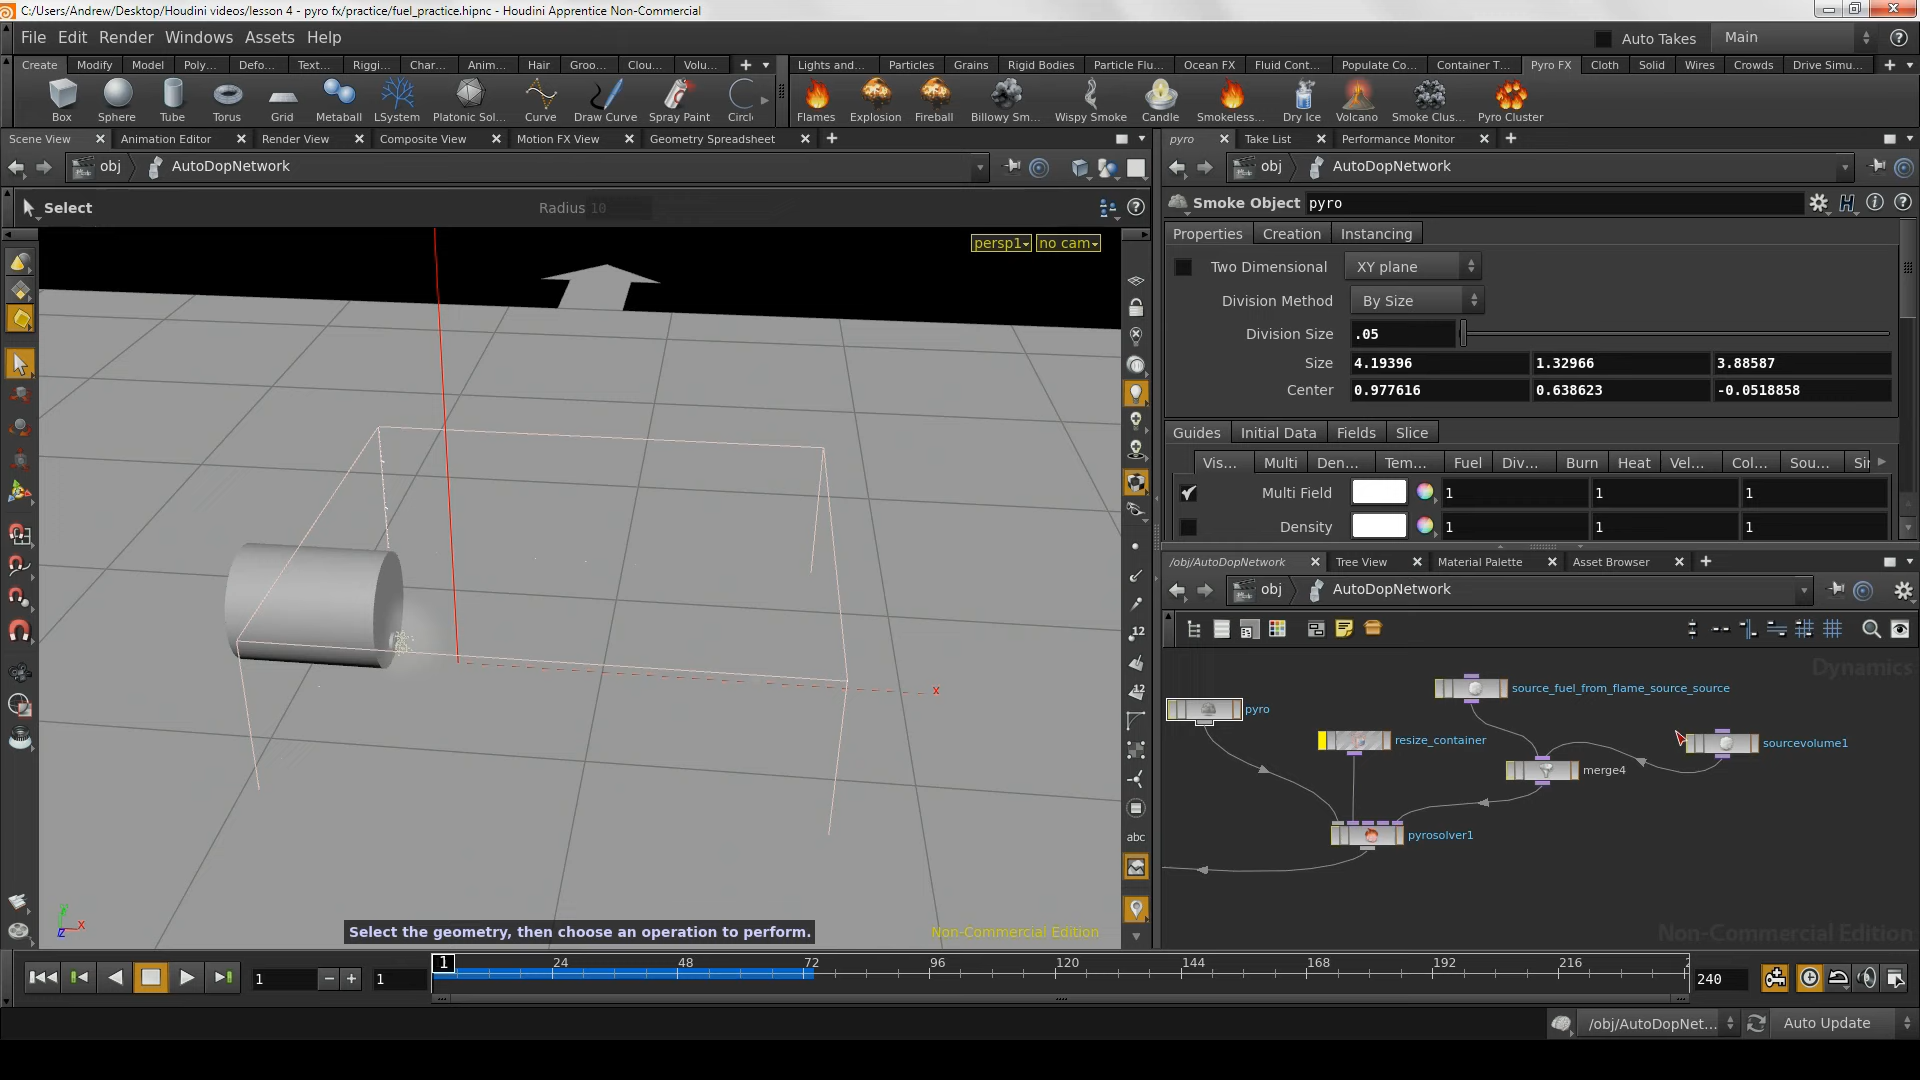 C:/Users/Andrew/Desktop/Houdini videos/lesson 4 - pyro fx/practice/fuel_practice.hipnc - Houdini Apprentice Non-Commercial
File Edit Render Windows Assets Help
Auto Takes Main
Create Modify Model Poly... Defo... Text... Riggi... Char... Anim... Hair Groo... Clou... Volu...
Lights and... Particles Grains Rigid Bodies Particle Flu... Ocean FX Fluid Cont... Populate Co... Container T... Pyro FX Cloth Solid Wires Crowds Drive Simu...
Box Sphere Tube Torus Grid Metaball LSystem Platonic Sol... Curve Draw Curve Spray Paint Circl
Flames Explosion Fireball Billowy Sm... Wispy Smoke Candle Smokeless... Dry Ice Volcano Smoke Clus... Pyro Cluster
Scene View Animation Editor Render View Composite View Motion FX View Geometry Spreadsheet
pyro Take List Performance Monitor
obj AutoDopNetwork
obj AutoDopNetwork
Select Radius 10
Smoke Object pyro
persp1 no cam
Properties Creation Instancing
Two Dimensional XY plane
Division Method By Size
Division Size .05
Size 4.19396 1.32966 3.88587
Center 0.977616 0.638623 -0.0518858
Guides Initial Data Fields Slice
Vis... Multi Den... Tem... Fuel Div... Burn Heat Vel... Col... Sou... Sin
Multi Field 1 1 1
Density 1 1 1
/obj/AutoDopNetwork Tree View Material Palette Asset Browser
obj AutoDopNetwork
12
12
abc
Dynamics
source_fuel_from_flame_source_source
pyro
resize_container
sourcevolume1
merge4
pyrosolver1
x
x
z
Select the geometry, then choose an operation to perform.
Non-Commercial Edition
Non-Commercial Edition
1 1 1 24 48 72 96 120 144 168 192 216 2 240
/obj/AutoDopNet... Auto Update